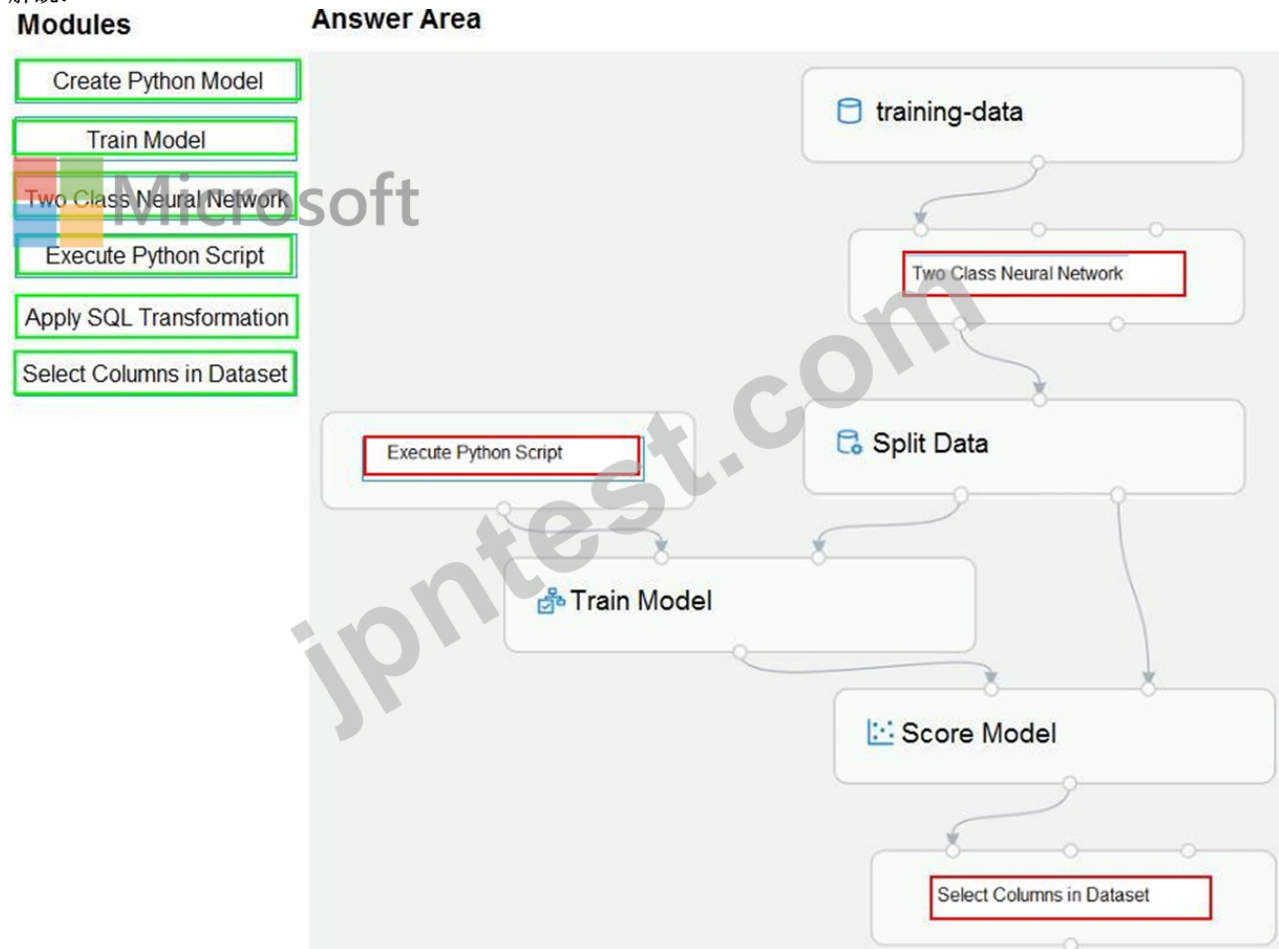 Modules
Answer Area
Create Python Model
Train Model
Two Class Neural Network
Execute Python Script
Apply SQL Transformation
Select Columns in Dataset
Microsoft
training-data
Two Class Neural Network
Split Data
Execute Python Script
Train Model
Score Model
Select Columns in Dataset
jpntest.com